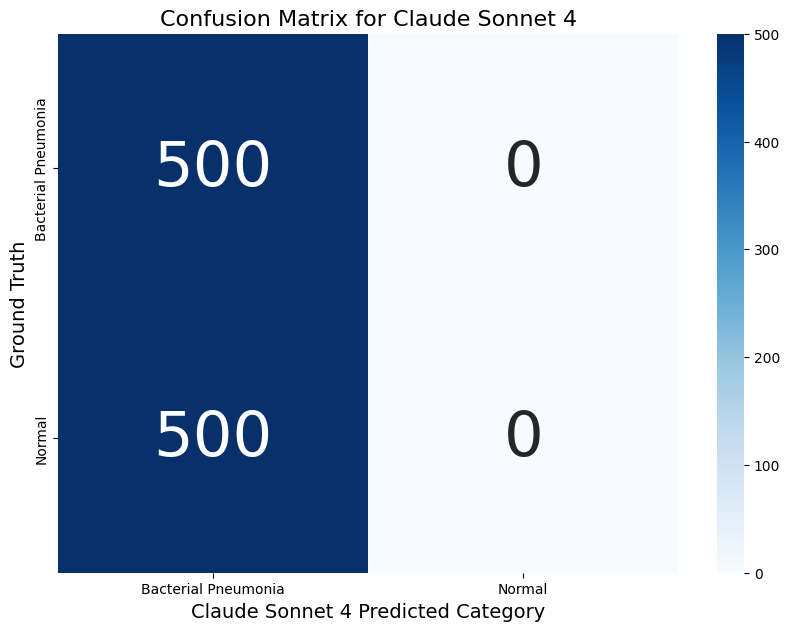 Confusion Matrix for Claude Sonnet 4
Ground Truth
Bacterial Pneumonia
Normal
500
0
500
0
Bacterial Pneumonia
Normal
Claude Sonnet 4 Predicted Category
500
400
300
200
100
0